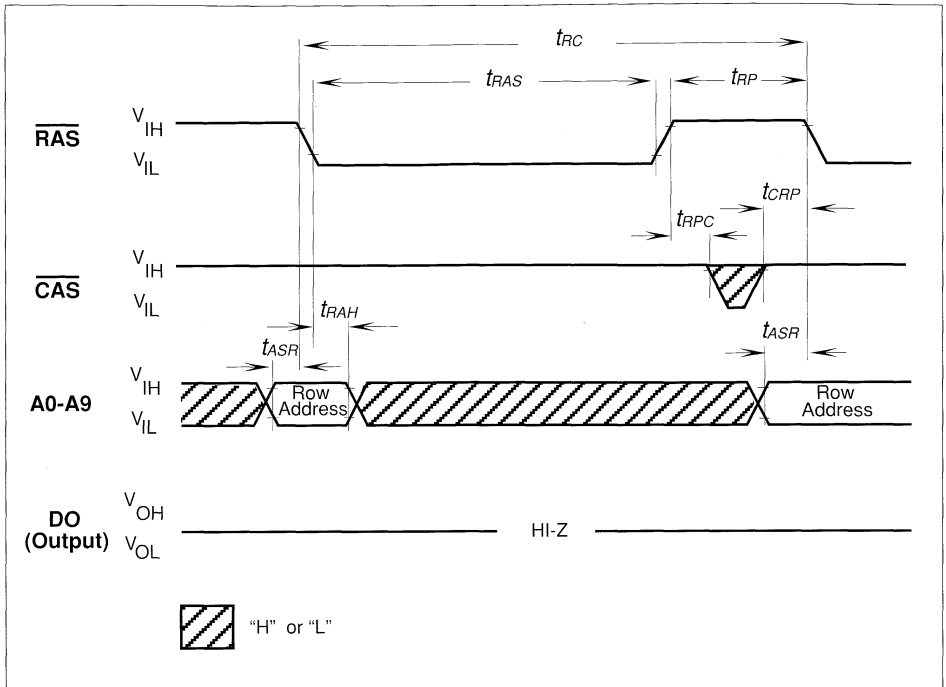 tRC
tRAS
tRP
RAS
VIH
VIL
tCRP
tRPC
CAS
VIH
VIL
tRAH
tASR
tASR
A0-A9
VIH
VIL
Row
Address
Row
Address
DO
(Output)
VOH
VOL
HI-Z
“H” or “L”